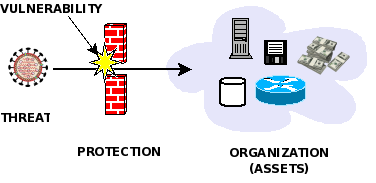 VULNERABILITY
THREAT
PROTECTION
ORGANIZATION
(ASSETS)